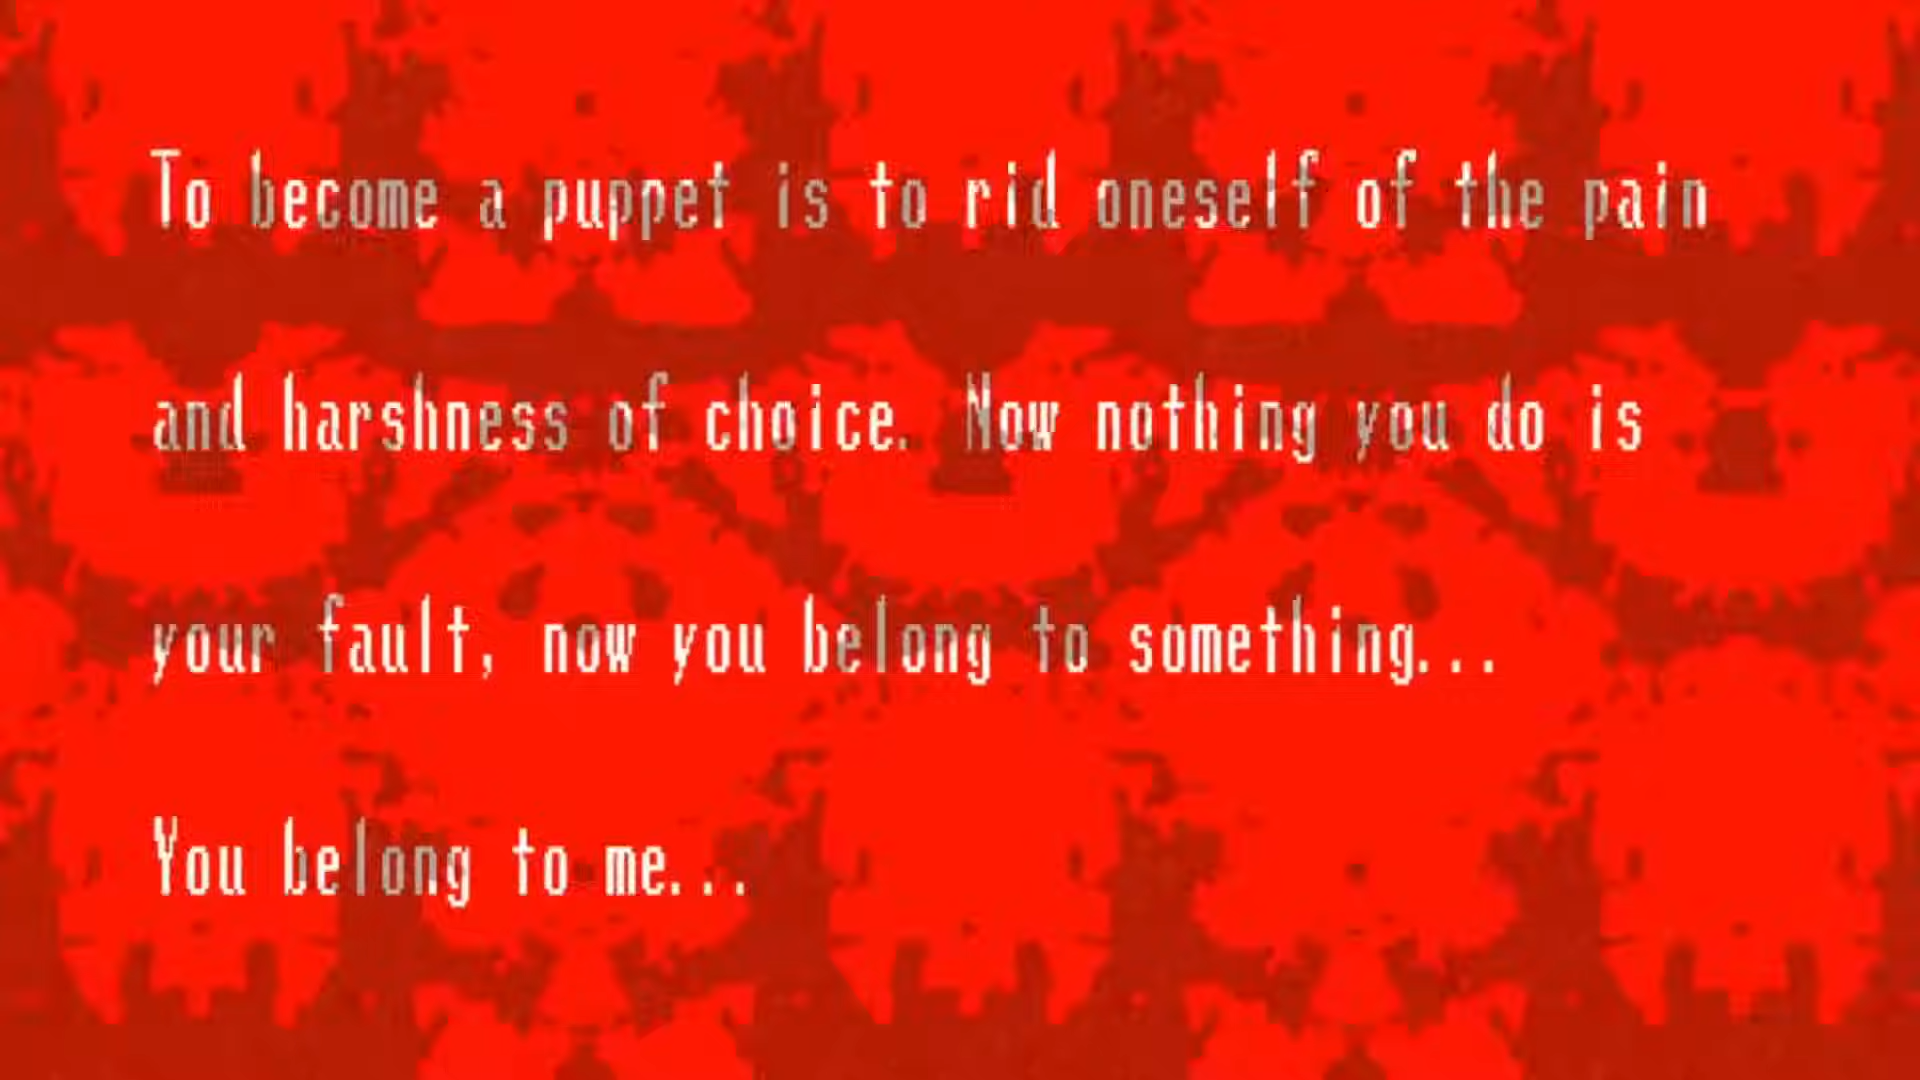 To become a puppet is to rid oneself of the pain
and harshness of choice. Now nothing you do is
your fault, now you belong to something...
You belong to me...